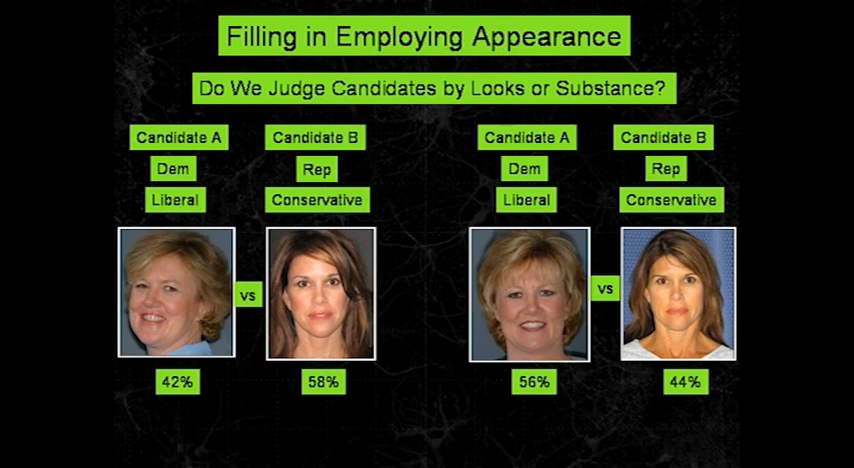 Filling in Employing Appearance
Do We Judge Candidates by Looks or Substance?
Candidate A
Dem
Liberal
Candidate B
Rep
Conservative
vs
42%
58%
Candidate A
Dem
Liberal
Candidate B
Rep
Conservative
vs
56%
44%